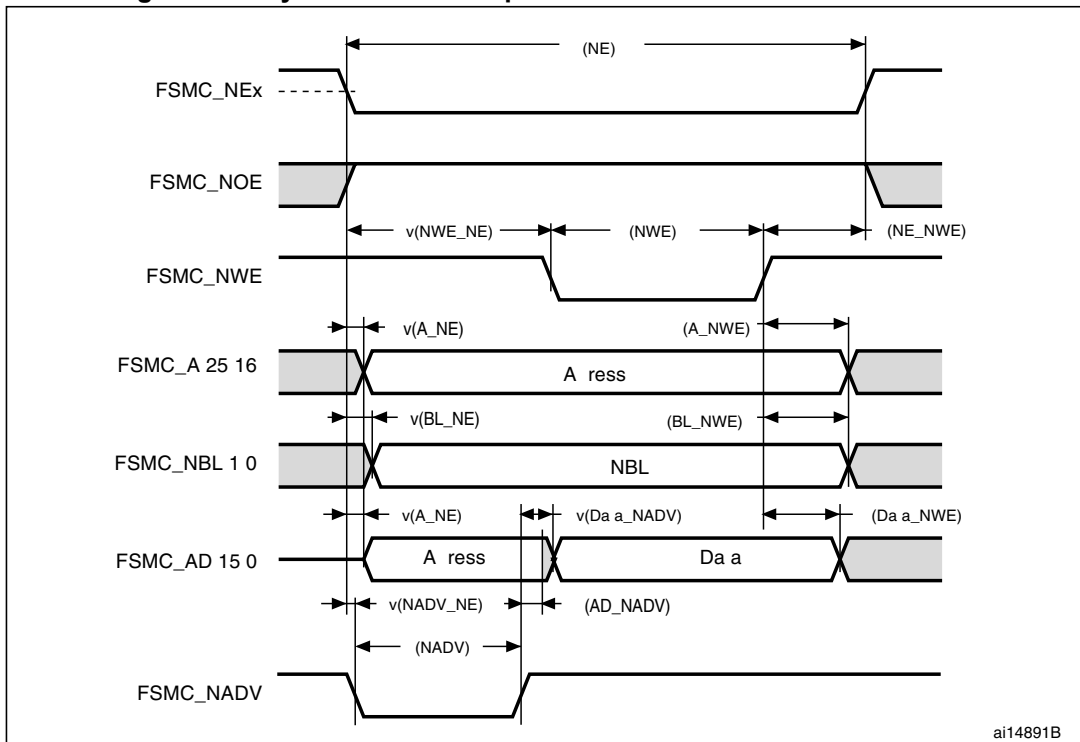 (NE)
FSMC_NEx
FSMC_NOE
v(NWE_NE) (NWE) (NE_NWE)
FSMC_NWE
v(A_NE) (A_NWE)
FSMC_A 25 16 A ress
v(BL_NE) (BL_NWE)
FSMC_NBL 1 0 NBL
v(A_NE) v(Da a_NADV) (Da a_NWE)
FSMC_AD 15 0 A ress Da a
v(NADV_NE) (AD_NADV)
(NADV)
FSMC_NADV
ai14891B